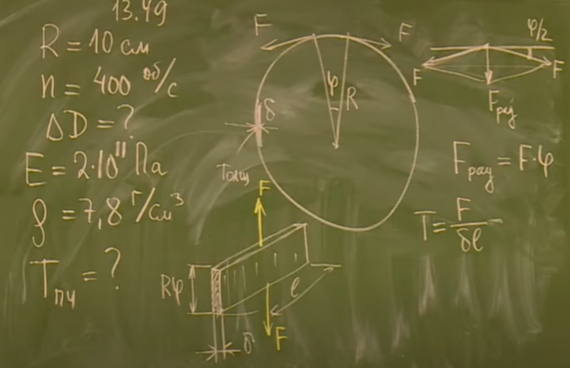 13.49
R = 10 см
n = 400 об/с
ΔD = ?
E = 2·10¹¹ Па
ρ = 7,8 г/см³
Tпч = ?
F
F
φ
R
δ
Толщ
φ/2
F
F
Fрад
Fрад = F·φ
T = F/δℓ
F
Rφ
ℓ
F
δ